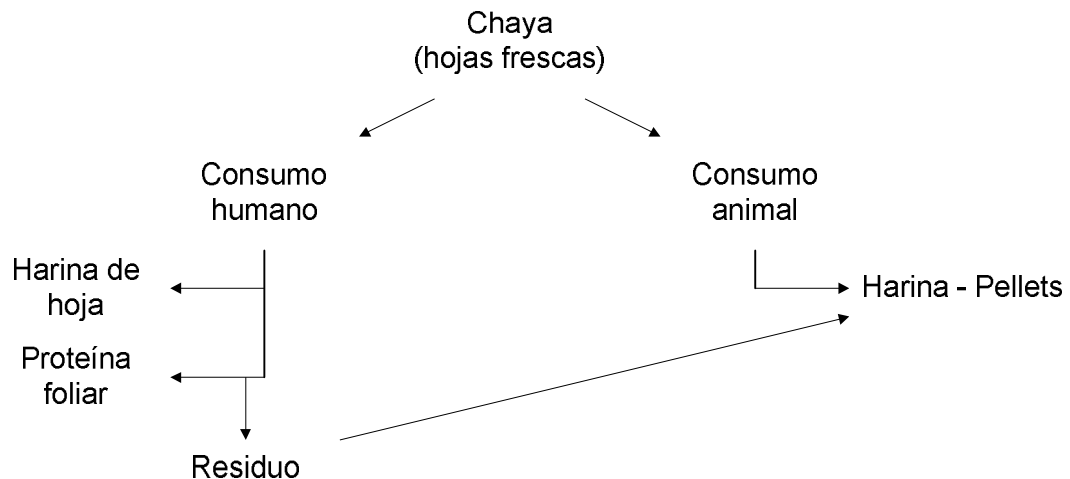 Chaya
(hojas frescas)
Consumo
humano
Consumo
animal
Harina de
hoja
Harina - Pellets
Proteína
foliar
Residuo